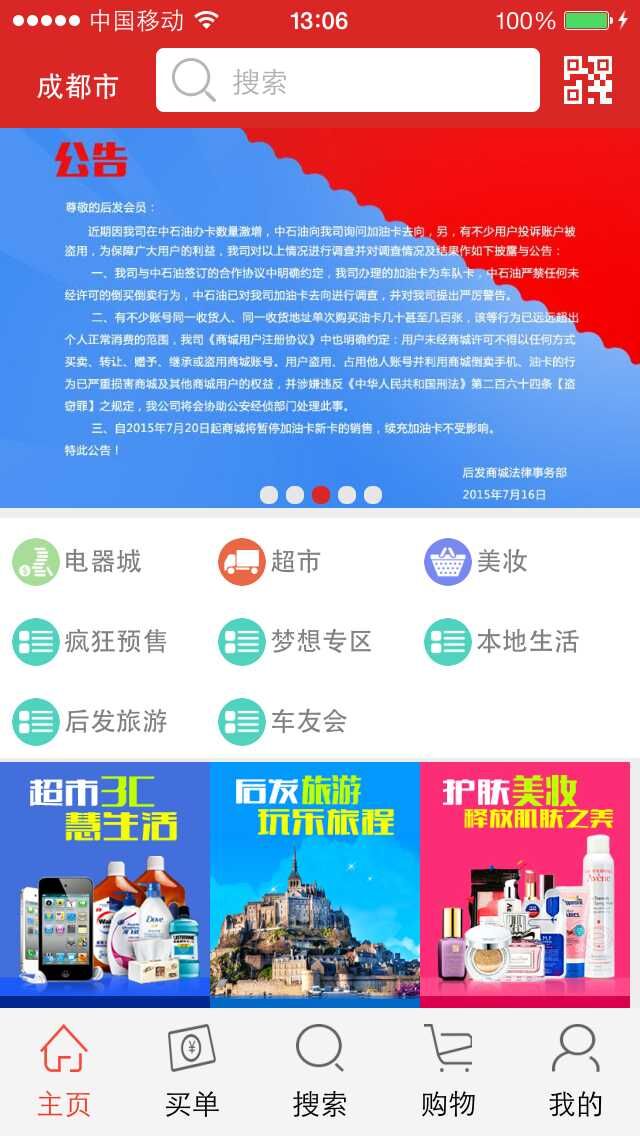 中国移动 13:06 100%
成都市 搜索
公告
尊敬的后发会员：
近期因我司在中石油办卡数量激增，中石油向我司询问加油卡去向，另，有不少用户投诉账户被
盗用，为保障广大用户的利益，我司对以上情况进行调查并对调查情况及结果作如下披露与公告：
一、我司与中石油签订的合作协议中明确约定，我司办理的加油卡为车队卡，中石油严禁任何未
经许可的倒买倒卖行为，中石油已对我司加油卡去向进行调查，并对我司提出严厉警告。
二、有不少账号同一收货人、同一收货地址单次购买油卡几十甚至几百张，该等行为已远远超出
个人正常消费的范围，我司《商城用户注册协议》中也明确约定：用户未经商城许可不得以任何方式
买卖、转让、赠予、继承或盗用商城账号。用户盗用、占用他人账号并利用商城倒卖手机、油卡的行
为已严重损害商城及其他商城用户的权益，并涉嫌违反《中华人民共和国刑法》第二百六十四条【盗
窃罪】之规定，我公司将会协助公安经侦部门处理此事。
三、自2015年7月20日起商城将暂停加油卡新卡的销售，续充加油卡不受影响。
特此公告！
后发商城法律事务部
2015年7月16日
电器城 超市 美妆
疯狂预售 梦想专区 本地生活
后发旅游 车友会
超市3C
慧生活
后发旅游
玩乐旅程
护肤美妆
释放肌肤之美
Dove
LISTERINE
Avène
主页 买单 搜索 购物 我的